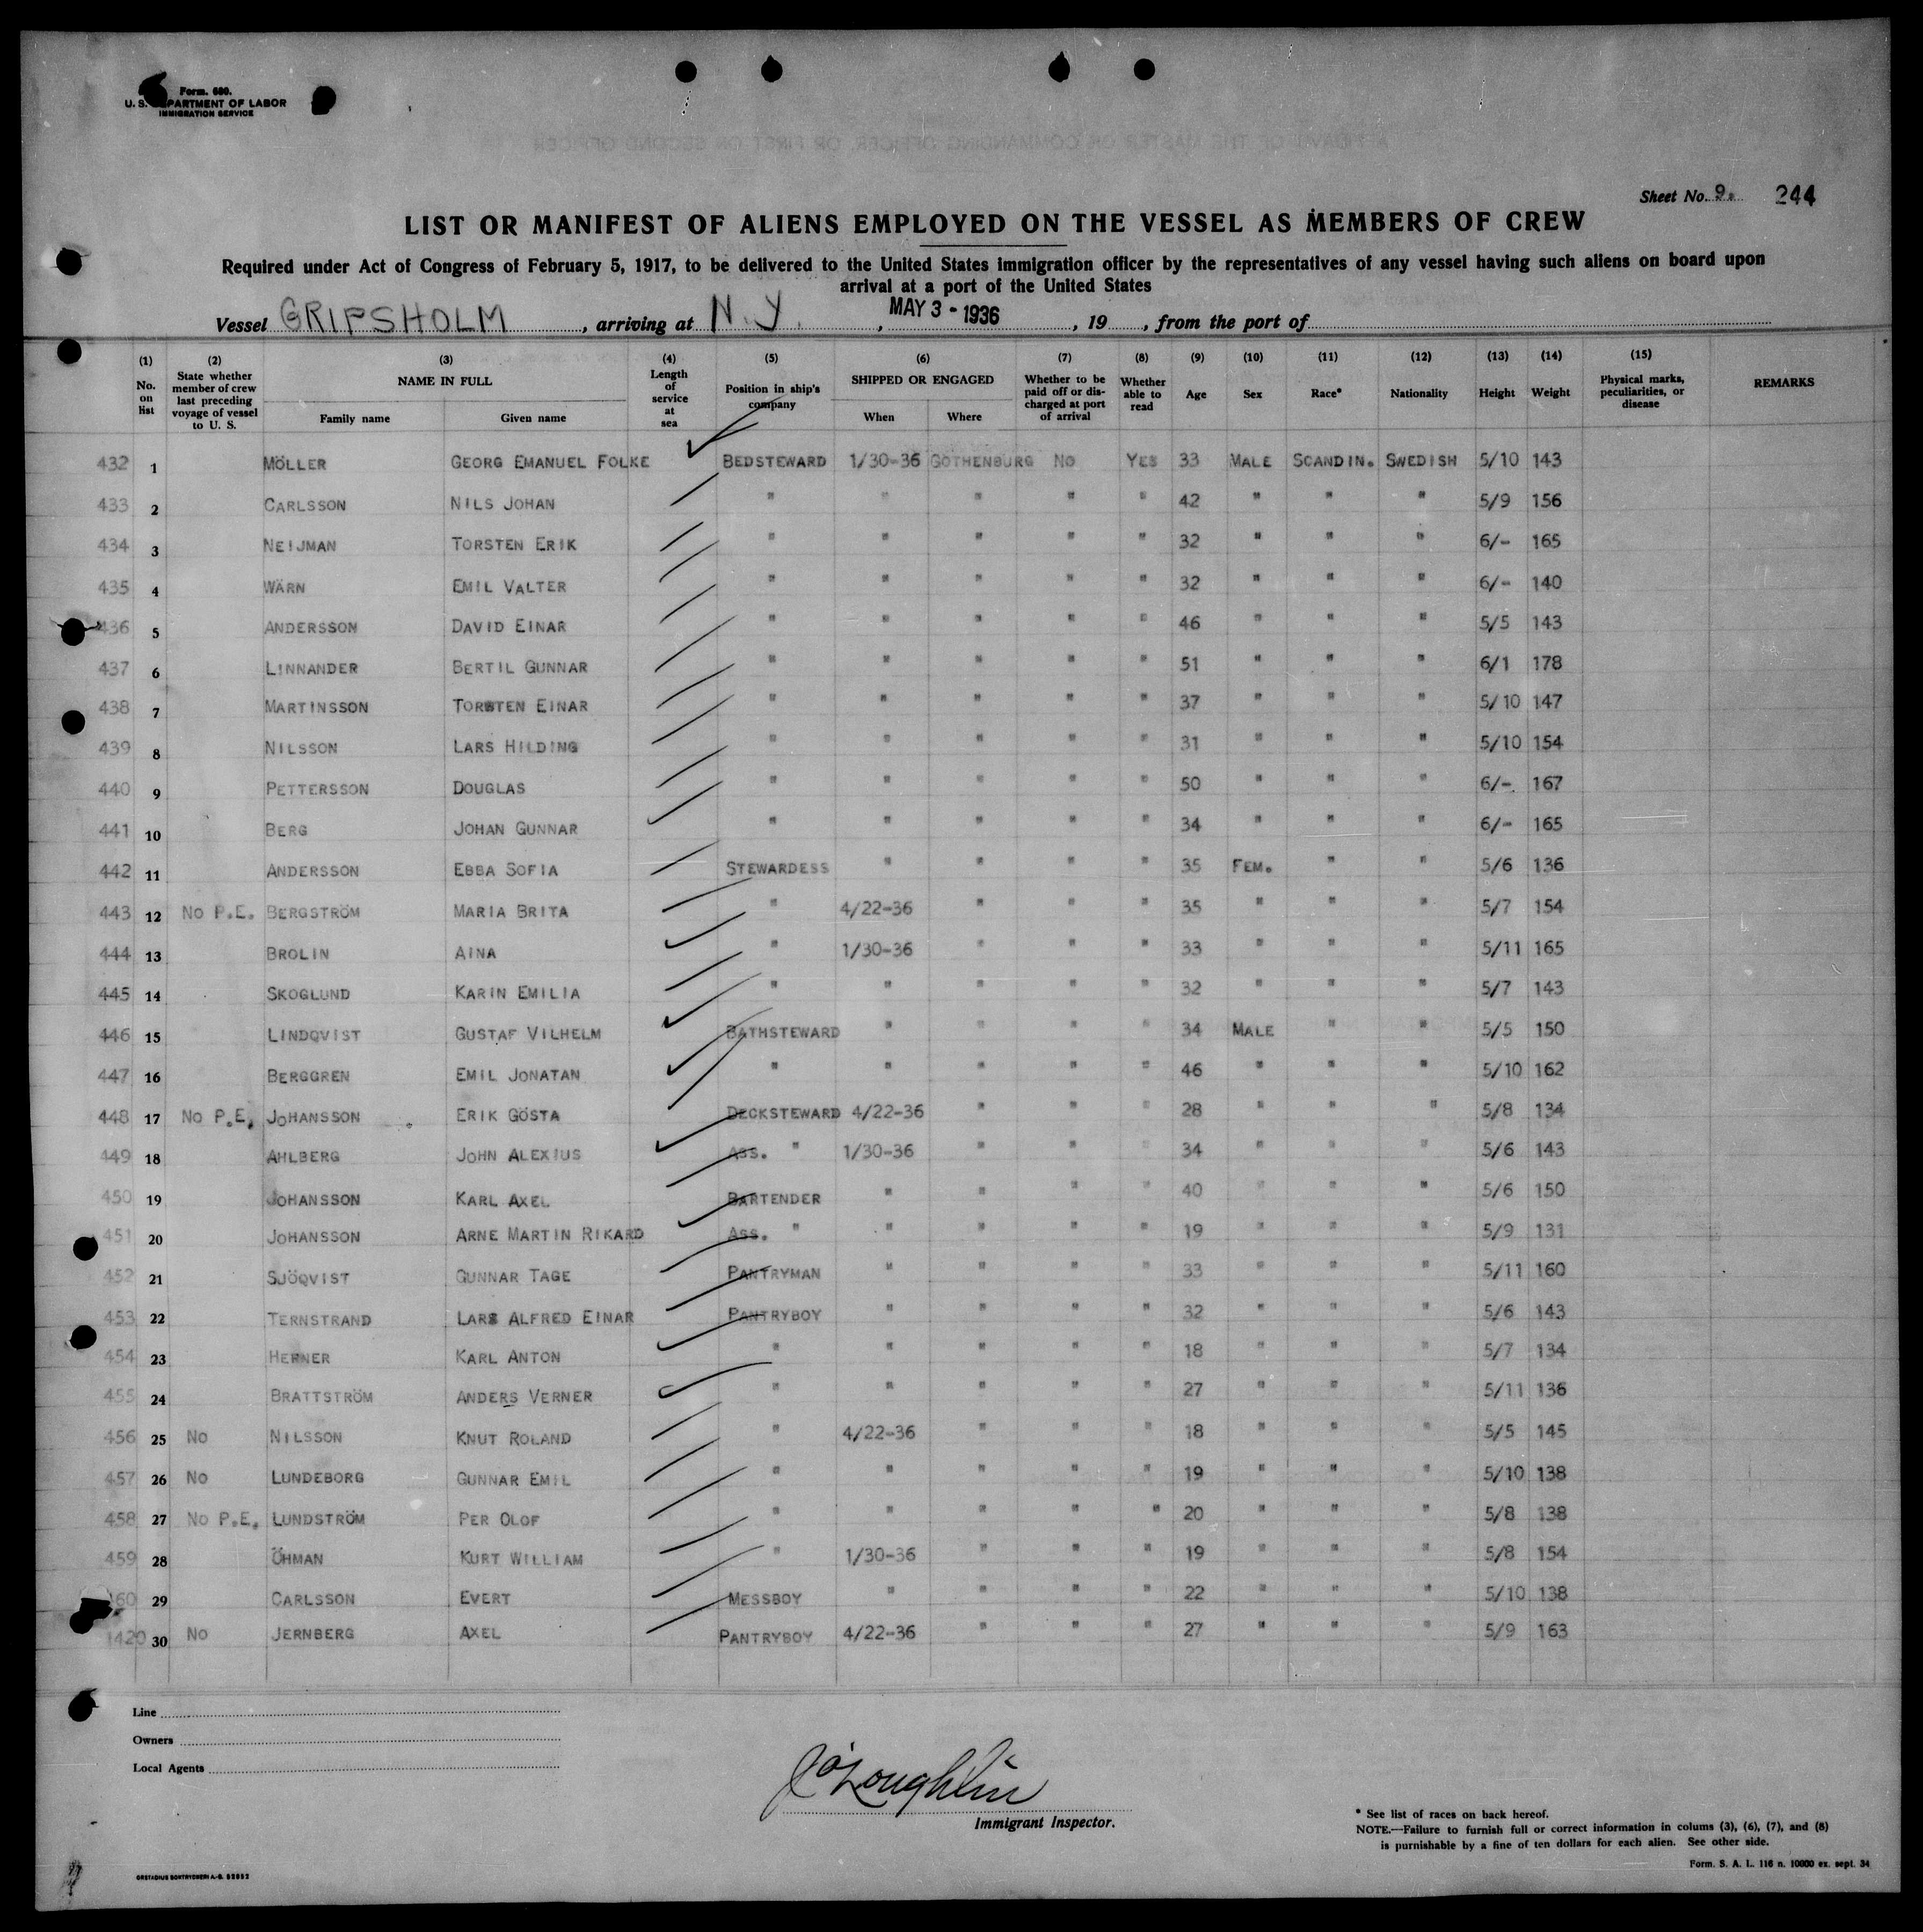 Form. 680.
U. S. DEPARTMENT OF LABOR
IMMIGRATION SERVICE
AFFIDAVIT OF THE MASTER OR COMMANDING OFFICER, OR FIRST OR SECOND OFFICER
Sheet No. 9. 244
LIST OR MANIFEST OF ALIENS EMPLOYED ON THE VESSEL AS MEMBERS OF CREW
Required under Act of Congress of February 5, 1917, to be delivered to the United States immigration officer by the representatives of any vessel having such aliens on board upon
arrival at a port of the United States
Vessel GRIPSHOLM, arriving at N.Y., MAY 3 - 1936, 19, from the port of
(1) (2) (3) (4) (5) (6) (7) (8) (9) (10) (11) (12) (13) (14) (15)
No. on list State whether member of crew last preceding voyage of vessel to U. S. NAME IN FULL Family name Given name Length of service at sea Position in ship's company SHIPPED OR ENGAGED When Where Whether to be paid off or discharged at port of arrival Whether able to read Age Sex Race* Nationality Height Weight Physical marks, peculiarities, or disease REMARKS
432 1 MÖLLER GEORG EMANUEL FOLKE BEDSTEWARD 1/30-36 GOTHENBURG NO YES 33 MALE SCANDIN. SWEDISH 5/10 143
433 2 CARLSSON NILS JOHAN " " " " " 42 " " " 5/9 156
434 3 NEIJMAN TORSTEN ERIK " " " " " 32 " " " 6/- 165
435 4 WÄRN EMIL VALTER " " " " " 32 " " " 6/- 140
436 5 ANDERSSON DAVID EINAR " " " " " 46 " " " 5/5 143
437 6 LINNANDER BERTIL GUNNAR " " " " " 51 " " " 6/1 178
438 7 MARTINSSON TORSTEN EINAR " " " " " 37 " " " 5/10 147
439 8 NILSSON LARS HILDING " " " " " 31 " " " 5/10 154
440 9 PETTERSSON DOUGLAS " " " " " 50 " " " 6/- 167
441 10 BERG JOHAN GUNNAR " " " " " 34 " " " 6/- 165
442 11 ANDERSSON EBBA SOFIA STEWARDESS " " " " 35 FEM. " " 5/6 136
443 12 NO P.E. BERGSTRÖM MARIA BRITA " 4/22-36 " " " 35 " " " 5/7 154
444 13 BROLIN AINA " 1/30-36 " " " 33 " " " 5/11 165
445 14 SKOGLUND KARIN EMILIA " " " " " 32 " " " 5/7 143
446 15 LINDQVIST GUSTAF VILHELM BATHSTEWARD " " " " 34 MALE " " 5/5 150
447 16 BERGGREN EMIL JONATAN " " " " " 46 " " " 5/10 162
448 17 NO P.E. JOHANSSON ERIK GÖSTA DECKSTEWARD 4/22-36 " " " 28 " " " 5/8 134
449 18 AHLBERG JOHN ALEXIUS ASS. " 1/30-36 " " " 34 " " " 5/6 143
450 19 JOHANSSON KARL AXEL BARTENDER " " " " 40 " " " 5/6 150
451 20 JOHANSSON ARNE MARTIN RIKARD ASS. " " " " " 19 " " " 5/9 131
452 21 SJÖQVIST GUNNAR TAGE PANTRYMAN " " " " 33 " " " 5/11 160
453 22 TERNSTRAND LARS ALFRED EINAR PANTRYBOY " " " " 32 " " " 5/6 143
454 23 HERNER KARL ANTON " " " " " 18 " " " 5/7 134
455 24 BRATTSTRÖM ANDERS VERNER " " " " " 27 " " " 5/11 136
456 25 NO NILSSON KNUT ROLAND " 4/22-36 " " " 18 " " " 5/5 145
457 26 NO LUNDEBORG GUNNAR EMIL " " " " " 19 " " " 5/10 138
458 27 NO P.E. LUNDSTRÖM PER OLOF " " " " " 20 " " " 5/8 138
459 28 ÖHMAN KURT WILLIAM " 1/30-36 " " " 19 " " " 5/8 154
460 29 CARLSSON EVERT MESSBOY " " " " 22 " " " 5/10 138
1420 30 NO JERNBERG AXEL PANTRYBOY 4/22-36 " " " 27 " " " 5/9 163
Line
Owners
Local Agents
J O'Loughlin
Immigrant Inspector.
* See list of races on back hereof.
NOTE.—Failure to furnish full or correct information in colums (3), (6), (7), and (8)
is purnishable by a fine of ten dollars for each alien. See other side.
Form. S. A. L. 116 n. 10000 ex. sept. 34